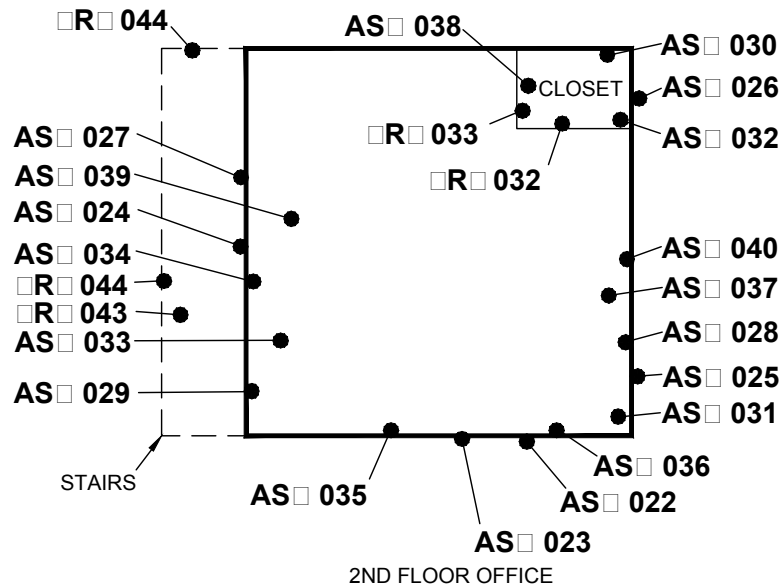 □R□ 044
AS□ 038
AS□ 030
CLOSET
AS□ 026
□R□ 033
AS□ 032
AS□ 027
□R□ 032
AS□ 039
AS□ 024
AS□ 034
AS□ 040
□R□ 044
AS□ 037
□R□ 043
AS□ 033
AS□ 028
AS□ 025
AS□ 029
AS□ 031
AS□ 036
STAIRS
AS□ 035
AS□ 022
AS□ 023
2ND FLOOR OFFICE